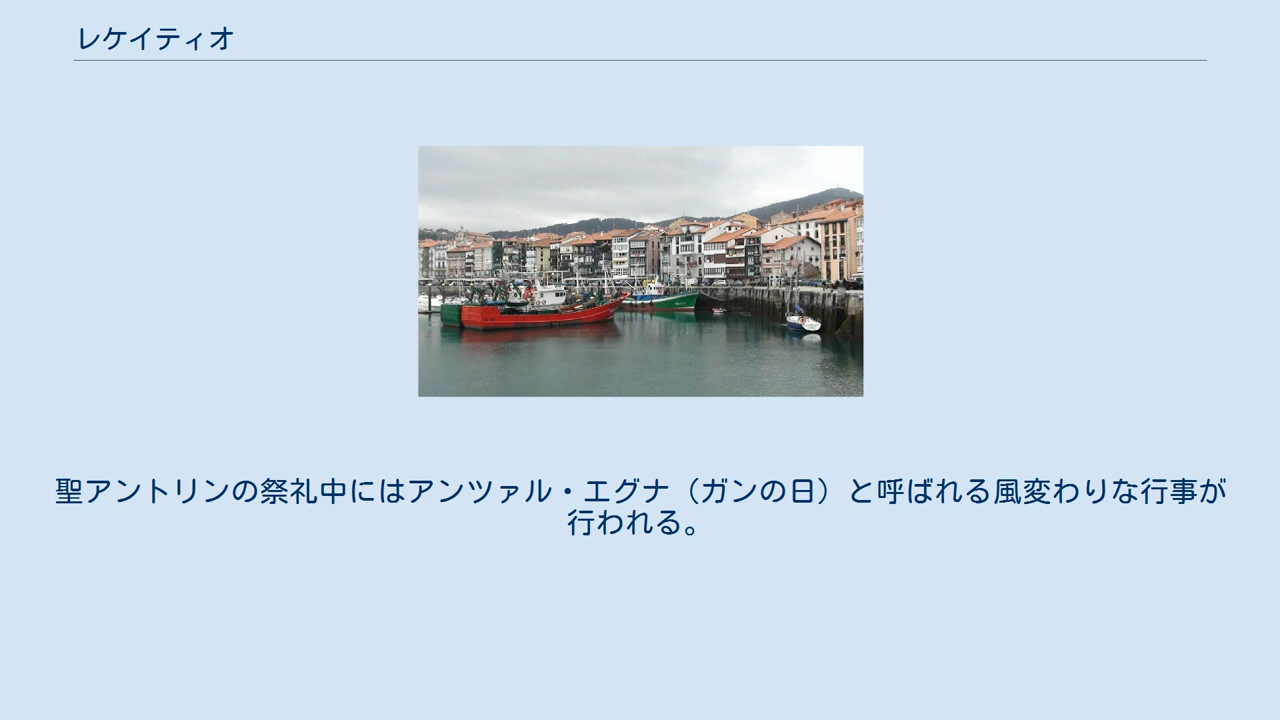 レケイティオ
聖アントリンの祭礼中にはアンツァル・エグナ（ガンの日）と呼ばれる風変わりな行事が
行われる。